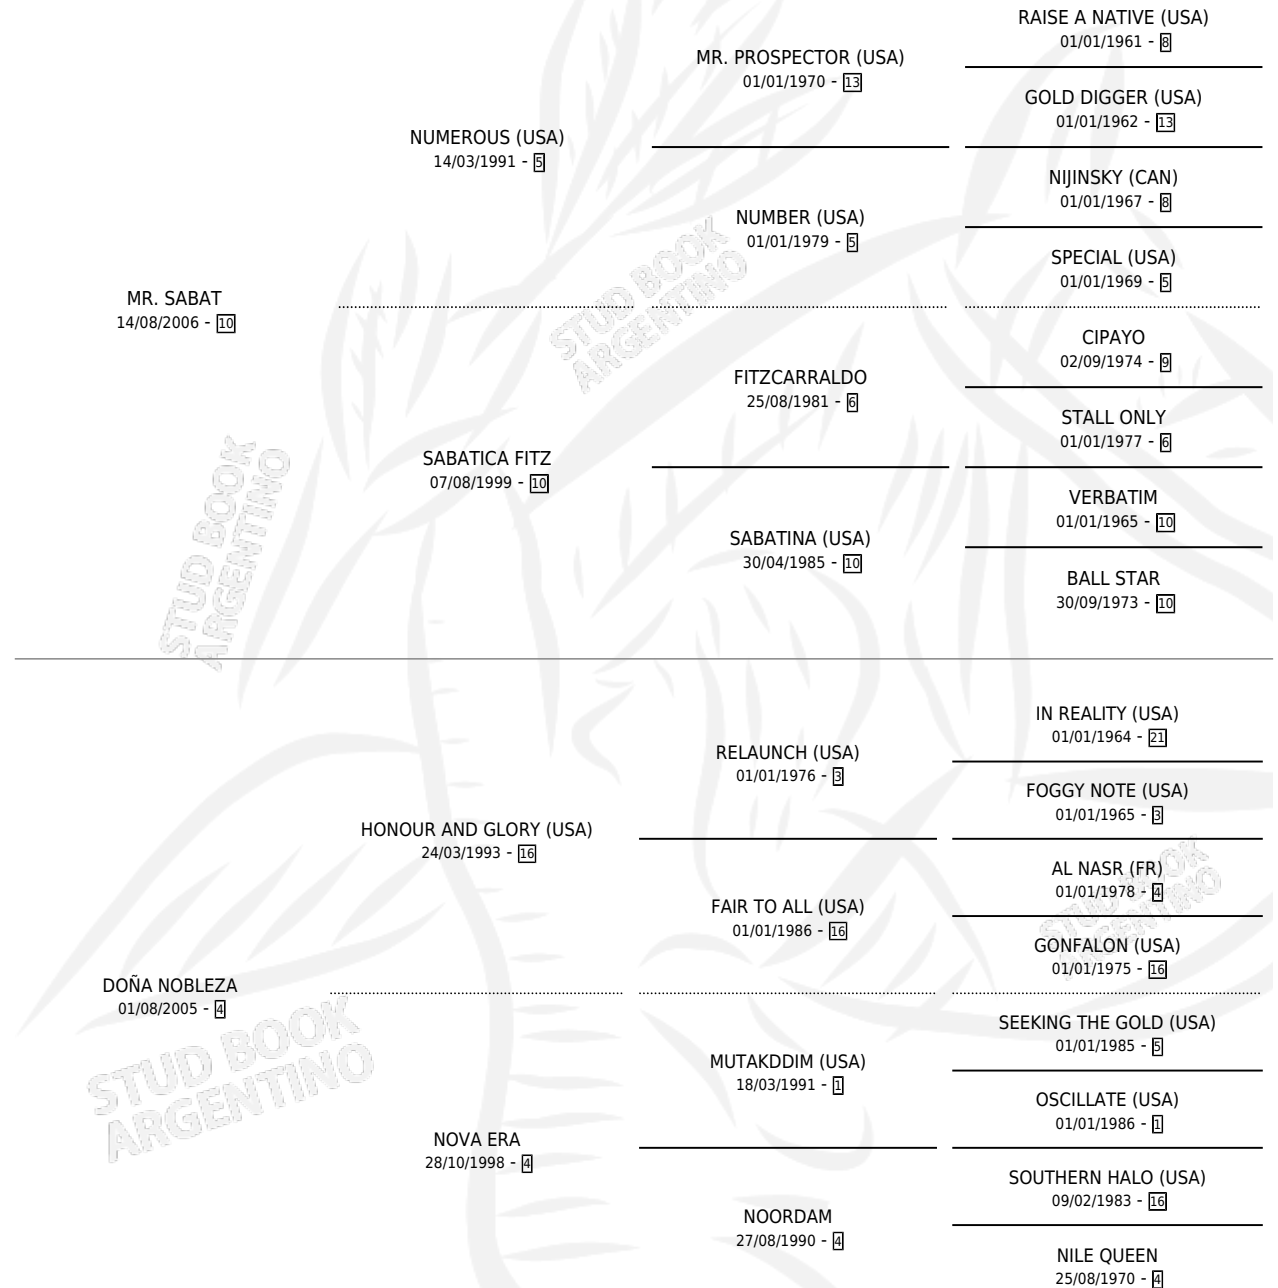 RAISE A NATIVE (USA)
01/01/1961 - 8
MR. PROSPECTOR (USA)
01/01/1970 - 13
GOLD DIGGER (USA)
01/01/1962 - 13
NUMEROUS (USA)
14/03/1991 - 5
NIJINSKY (CAN)
01/01/1967 - 8
NUMBER (USA)
01/01/1979 - 5
SPECIAL (USA)
01/01/1969 - 5
MR. SABAT
14/08/2006 - 10
STUD BOOK
ARGENTINO
CIPAYO
02/09/1974 - 9
FITZCARRALDO
25/08/1981 - 6
STALL ONLY
01/01/1977 - 6
SABATICA FITZ
07/08/1999 - 10
VERBATIM
01/01/1965 - 10
SABATINA (USA)
30/04/1985 - 10
BALL STAR
30/09/1973 - 10
STUD BOOK
ARGENTINO
IN REALITY (USA)
01/01/1964 - 21
RELAUNCH (USA)
01/01/1976 - 3
FOGGY NOTE (USA)
01/01/1965 - 3
HONOUR AND GLORY (USA)
24/03/1993 - 16
AL NASR (FR)
01/01/1978 - 4
FAIR TO ALL (USA)
01/01/1986 - 16
STUD BOOK
ARGENTINO
GONFALON (USA)
01/01/1975 - 16
DOÑA NOBLEZA
01/08/2005 - 4
SEEKING THE GOLD (USA)
01/01/1985 - 5
STUD BOOK
ARGENTINO
MUTAKDDIM (USA)
18/03/1991 - 1
OSCILLATE (USA)
01/01/1986 - 1
NOVA ERA
28/10/1998 - 4
SOUTHERN HALO (USA)
09/02/1983 - 16
NOORDAM
27/08/1990 - 4
NILE QUEEN
25/08/1970 - 4